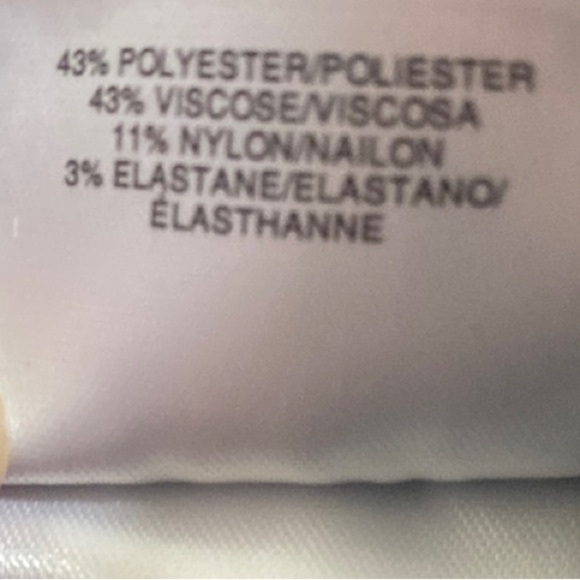 43% POLYESTER/POLIESTER
43% VISCOSE/VISCOSA
11% NYLON/NAILON
3% ELASTANE/ELASTANO/
ÉLASTHANNE